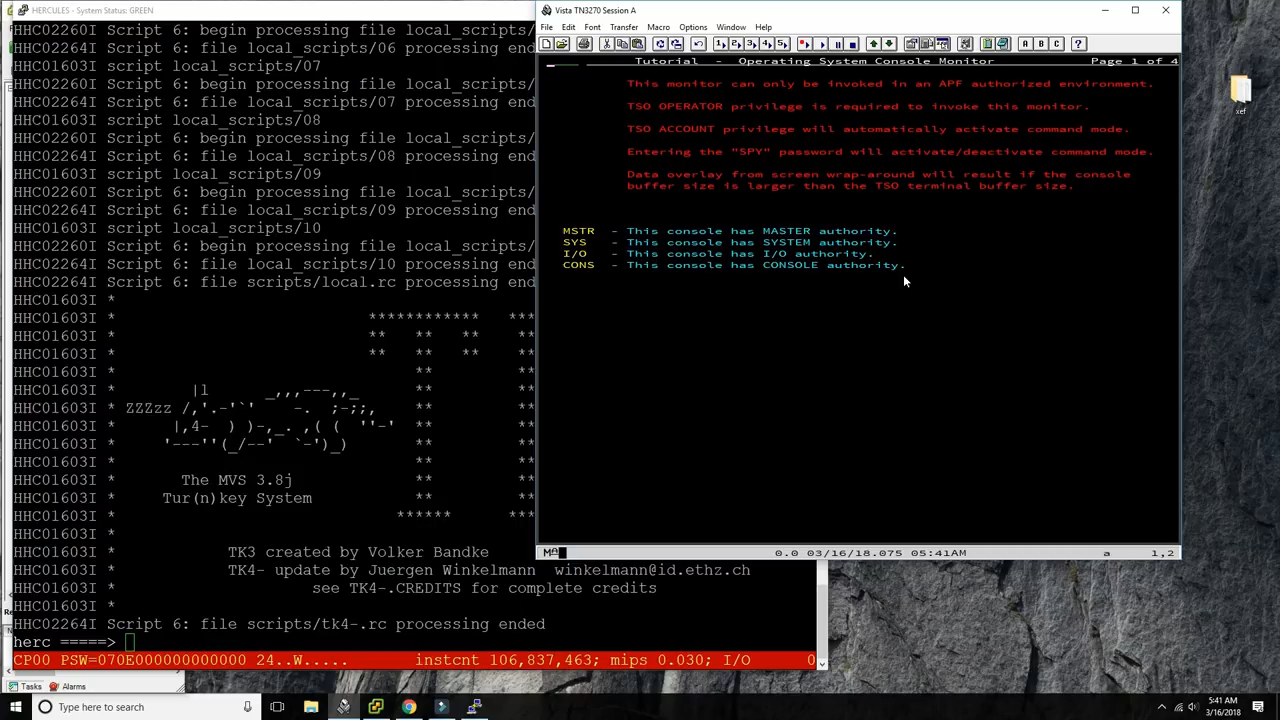 HERCULES - System Status: GREEN
HHC02260I Script 6: begin processing file local_scripts/
HHC02264I Script 6: file local_scripts/06 processing end
HHC01603I script local_scripts/07
HHC02260I Script 6: begin processing file local_scripts/
HHC02264I Script 6: file local_scripts/07 processing end
HHC01603I script local_scripts/08
HHC02260I Script 6: begin processing file local_scripts/
HHC02264I Script 6: file local_scripts/08 processing end
HHC01603I script local_scripts/09
HHC02260I Script 6: begin processing file local_scripts/
HHC02264I Script 6: file local_scripts/09 processing end
HHC01603I script local_scripts/10
HHC02260I Script 6: begin processing file local_scripts/
HHC02264I Script 6: file local_scripts/10 processing end
HHC02264I Script 6: file scripts/local.rc processing end
HHC01603I *
HHC01603I * ************ ***
HHC01603I * ** ** ** **
HHC01603I * ** ** ** **
HHC01603I * ** **
HHC01603I * |l _,,,---,,_ ** **
HHC01603I * ZZZzz /,'.-'`' -. ;-;;, ** **
HHC01603I * |,4- ) )-,_. ,( ( ''-' ** **
HHC01603I * '---''(_/--' `-')_) ** **
HHC01603I * ** **
HHC01603I * The MVS 3.8j ** **
HHC01603I * Tur(n)key System ** **
HHC01603I * ****** ***
HHC01603I *
HHC01603I * TK3 created by Volker Bandke
HHC01603I * TK4- update by Juergen Winkelmann winkelmann@id.ethz.ch
HHC01603I * see TK4-.CREDITS for complete credits
HHC01603I *
HHC02264I Script 6: file scripts/tk4-.rc processing ended
herc =====>
CP00 PSW=070E000000000000 24..W..... instcnt 106,837,463; mips 0.030; I/O 0
Tasks Alarms
Vista TN3270 Session A
File Edit Font Transfer Macro Options Window Help
1 2 3 4 5 A B C ?
Tutorial - Operating System Console Monitor Page 1 of 4
This monitor can only be invoked in an APF authorized environment.
TSO OPERATOR privilege is required to invoke this monitor.
TSO ACCOUNT privilege will automatically activate command mode.
Entering the "SPY" password will activate/deactivate command mode.
Data overlay from screen wrap-around will result if the console
buffer size is larger than the TSO terminal buffer size.
MSTR - This console has MASTER authority.
SYS - This console has SYSTEM authority.
I/O - This console has I/O authority.
CONS - This console has CONSOLE authority.
MA 0.0 03/16/18.075 05:41AM a 1,2
xef
Type here to search
5:41 AM
3/16/2018